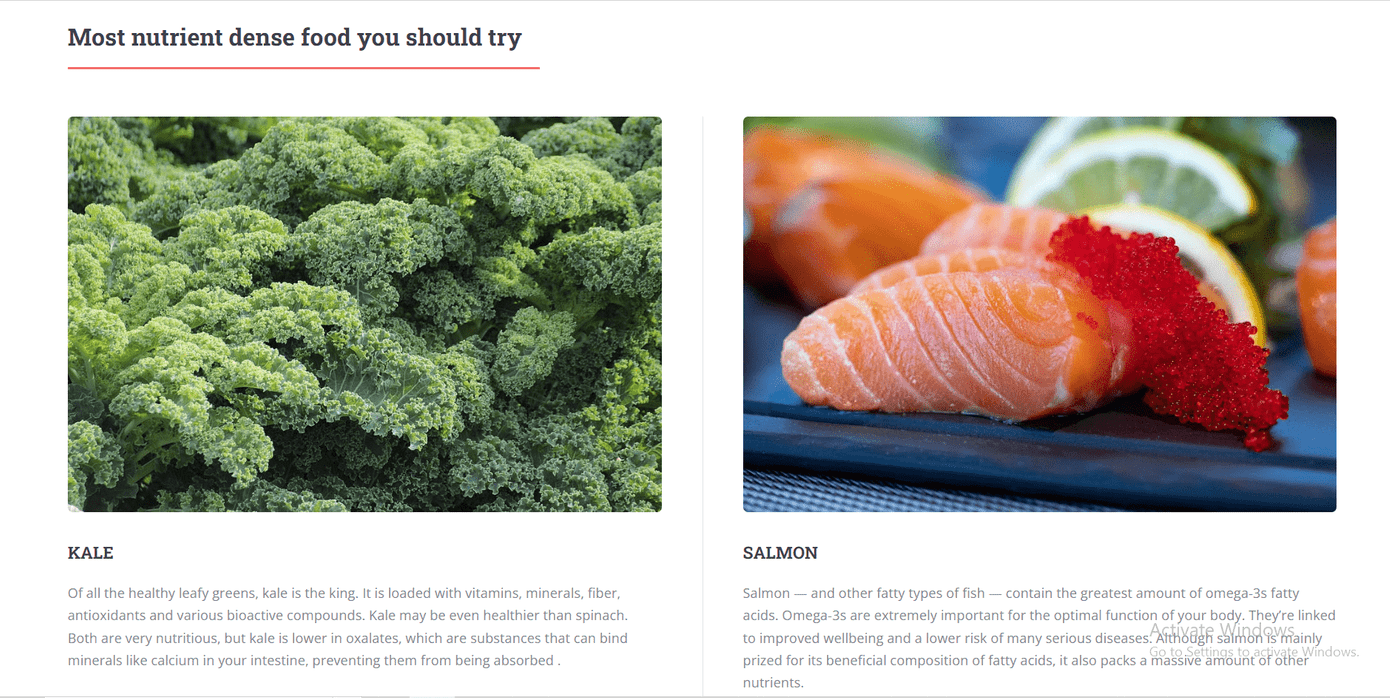 Most nutrient dense food you should try
KALE
Of all the healthy leafy greens, kale is the king. It is loaded with vitamins, minerals, fiber,
antioxidants and various bioactive compounds. Kale may be even healthier than spinach.
Both are very nutritious, but kale is lower in oxalates, which are substances that can bind
minerals like calcium in your intestine, preventing them from being absorbed .
SALMON
Salmon — and other fatty types of fish — contain the greatest amount of omega-3s fatty
acids. Omega-3s are extremely important for the optimal function of your body. They’re linked
to improved wellbeing and a lower risk of many serious diseases. Although salmon is mainly
prized for its beneficial composition of fatty acids, it also packs a massive amount of other
nutrients.
Activate Windows
Go to Settings to activate Windows.